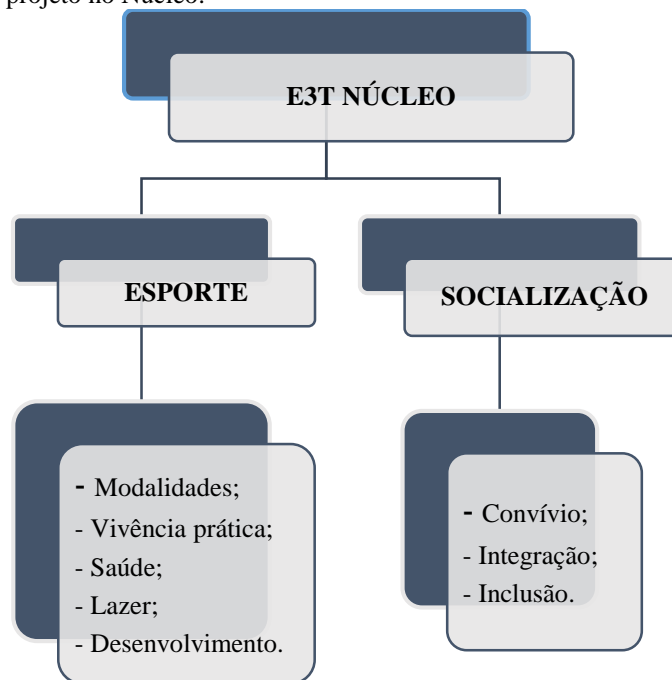 projeto no Núcleo.
E3T NÚCLEO
ESPORTE
SOCIALIZAÇÃO
- Modalidades;
- Vivência prática;
- Saúde;
- Lazer;
- Desenvolvimento.
- Convívio;
- Integração;
- Inclusão.